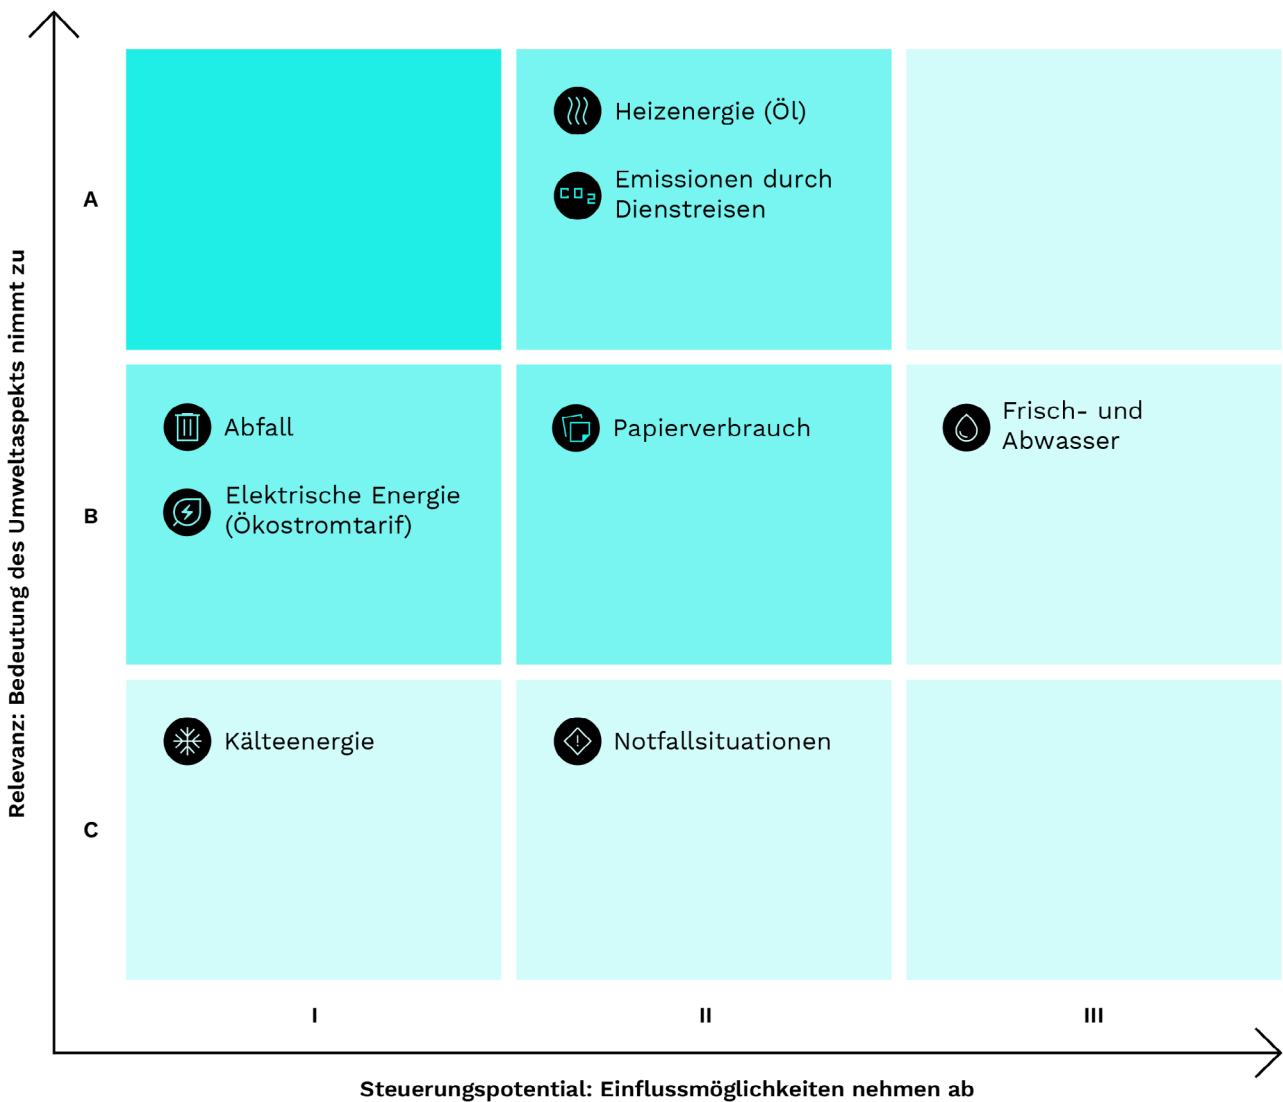 Relevanz: Bedeutung des Umweltaspekts nimmt zu
A
Heizenergie (Öl)
CO2
Emissionen durch
Dienstreisen
B
Abfall
Elektrische Energie
(Ökostromtarif)
Papierverbrauch
Frisch- und
Abwasser
C
Kälteenergie
Notfallsituationen
I
II
III
Steuerungspotential: Einflussmöglichkeiten nehmen ab